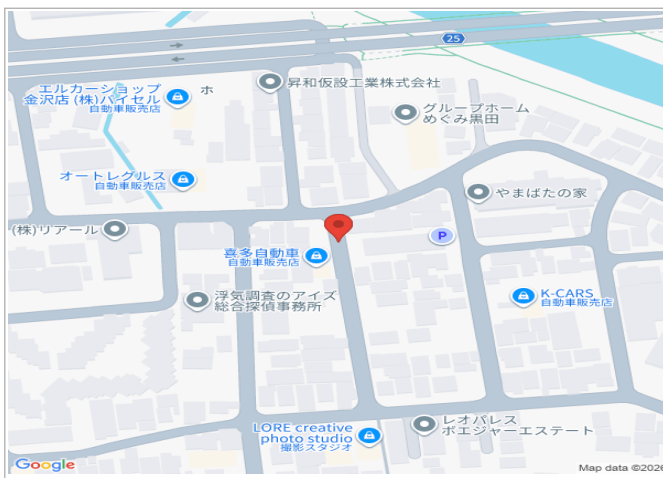 25
エルカーショップ
金沢店 (株)バイセル
自動車販売店
ホ
昇和仮設工業株式会社
グループホーム
めぐみ黒田
オートレグルス
自動車販売店
やまばたの家
(株)リアール
P
喜多自動車
自動車販売店
浮気調査のアイズ
総合探偵事務所
K-CARS
自動車販売店
LORE creative
photo studio
撮影スタジオ
レオパレス
ボエジャーエステート
Google
Map data ©2026